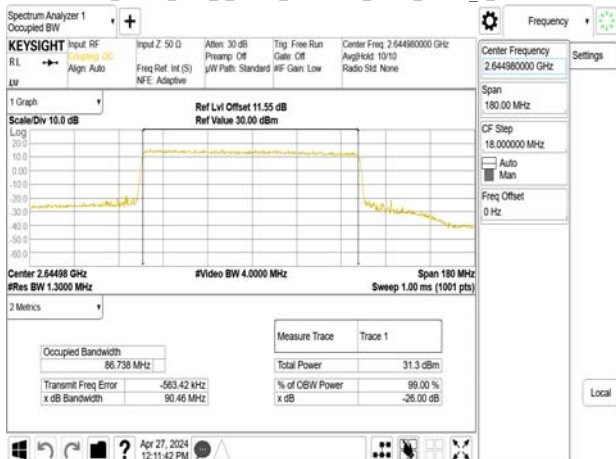 Spectrum Analyzer 1
Occupied BW
Frequency
KEYSIGHT
RL
Input: RF
Coupling: DC
Align: Auto
Input Z: 50 Ω
Freq Ref: Int (S)
NFE: Adaptive
Atten: 30 dB
Preamp: Off
µW Path: Standard
Trig: Free Run
Gate: Off
#IF Gain: Low
Center Freq: 2.644980000 GHz
Avg|Hold: 10/10
Radio Std: None
Center Frequency
2.644980000 GHz
Settings
Span
180.00 MHz
CF Step
18.000000 MHz
Auto
Man
Freq Offset
0 Hz
Local
1 Graph
Scale/Div 10.0 dB
Ref Lvl Offset 11.55 dB
Ref Value 30.00 dBm
Log
20.0
10.0
0.00
-10.0
-20.0
-30.0
-40.0
-50.0
-60.0
Center 2.64498 GHz
#Res BW 1.3000 MHz
#Video BW 4.0000 MHz
Span 180 MHz
Sweep 1.00 ms (1001 pts)
2 Metrics
Measure Trace Trace 1
Occupied Bandwidth
86.738 MHz
Total Power 31.3 dBm
Transmit Freq Error -563.42 kHz
% of OBW Power 99.00 %
x dB Bandwidth 90.46 MHz
x dB -26.00 dB
Apr 27, 2024
12:11:42 PM